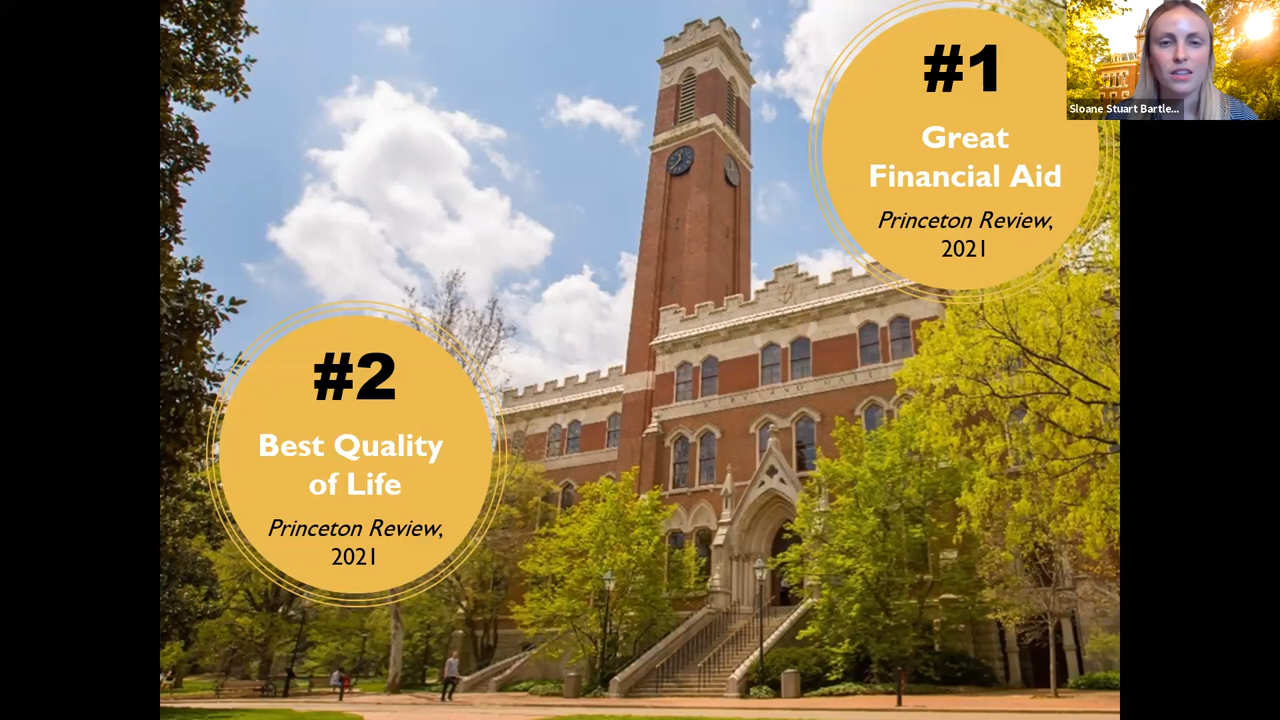 #1
Great
Financial Aid
Princeton Review,
2021
Sloane Stuart Bartle...
#2
Best Quality
of Life
Princeton Review,
2021